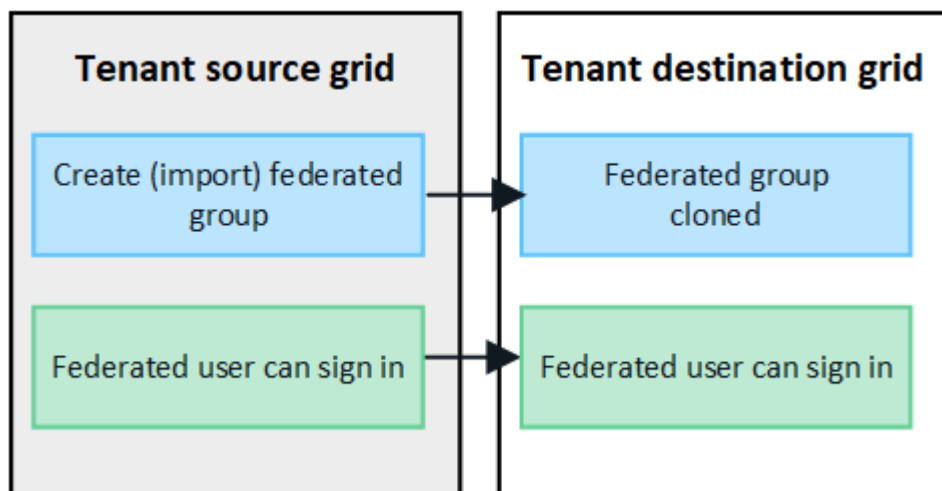 Tenant source grid
Create (import) federated
group
Federated user can sign in
Tenant destination grid
Federated group
cloned
Federated user can sign in